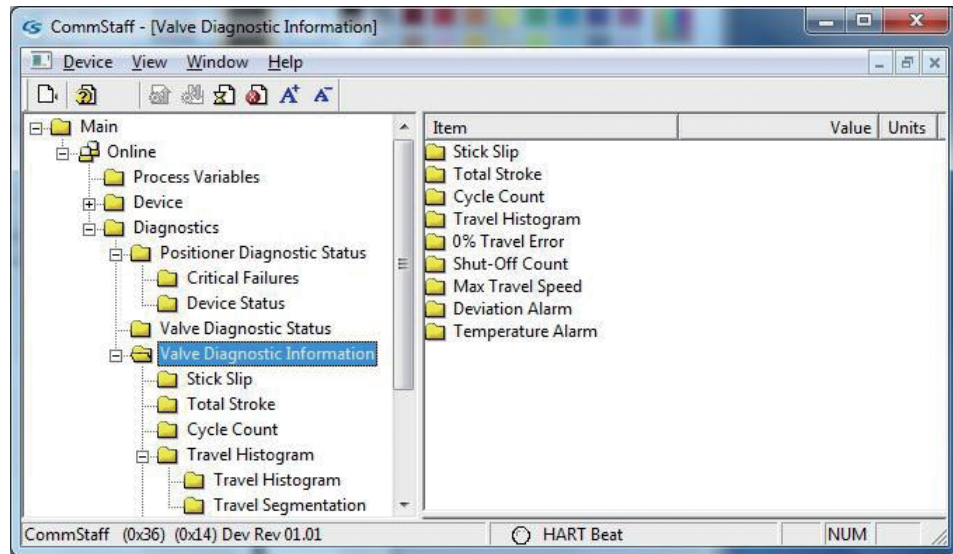 CS CommStaff - [Valve Diagnostic Information]
Device View Window Help
A+ A-
Main
Online
Process Variables
Device
Diagnostics
Positioner Diagnostic Status
Critical Failures
Device Status
Valve Diagnostic Status
Valve Diagnostic Information
Stick Slip
Total Stroke
Cycle Count
Travel Histogram
Travel Histogram
Travel Segmentation
Item Value Units
Stick Slip
Total Stroke
Cycle Count
Travel Histogram
0% Travel Error
Shut-Off Count
Max Travel Speed
Deviation Alarm
Temperature Alarm
CommStaff (0x36) (0x14) Dev Rev 01.01 HART Beat NUM